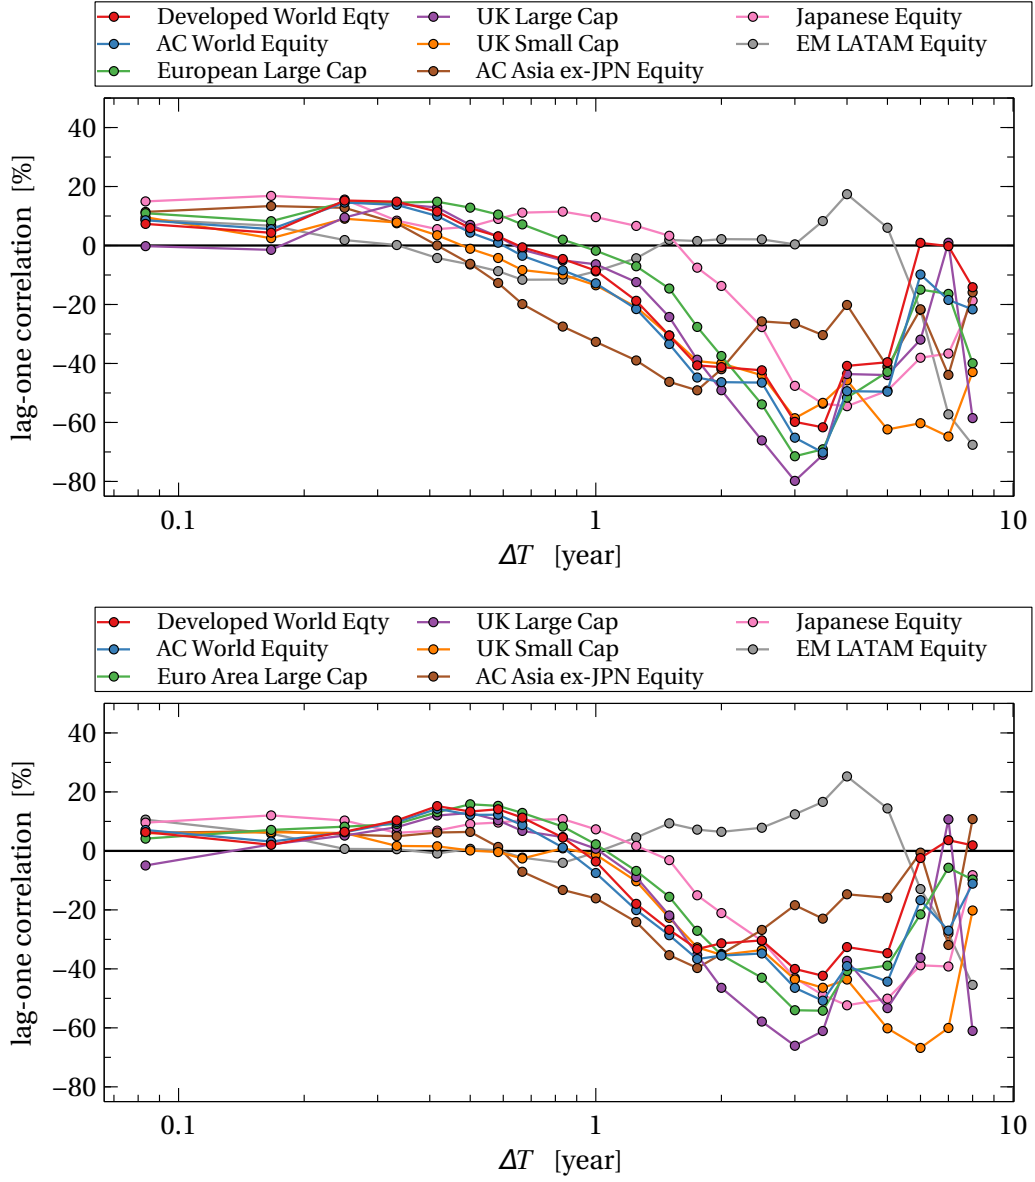 Developed World Eqty UK Large Cap Japanese Equity
AC World Equity UK Small Cap EM LATAM Equity
European Large Cap AC Asia ex-JPN Equity
lag-one correlation [%]
40
20
0
−20
−40
−60
−80
0.1 1 10
ΔT [year]
Developed World Eqty UK Large Cap Japanese Equity
AC World Equity UK Small Cap EM LATAM Equity
Euro Area Large Cap AC Asia ex-JPN Equity
lag-one correlation [%]
40
20
0
−20
−40
−60
−80
0.1 1 10
ΔT [year]